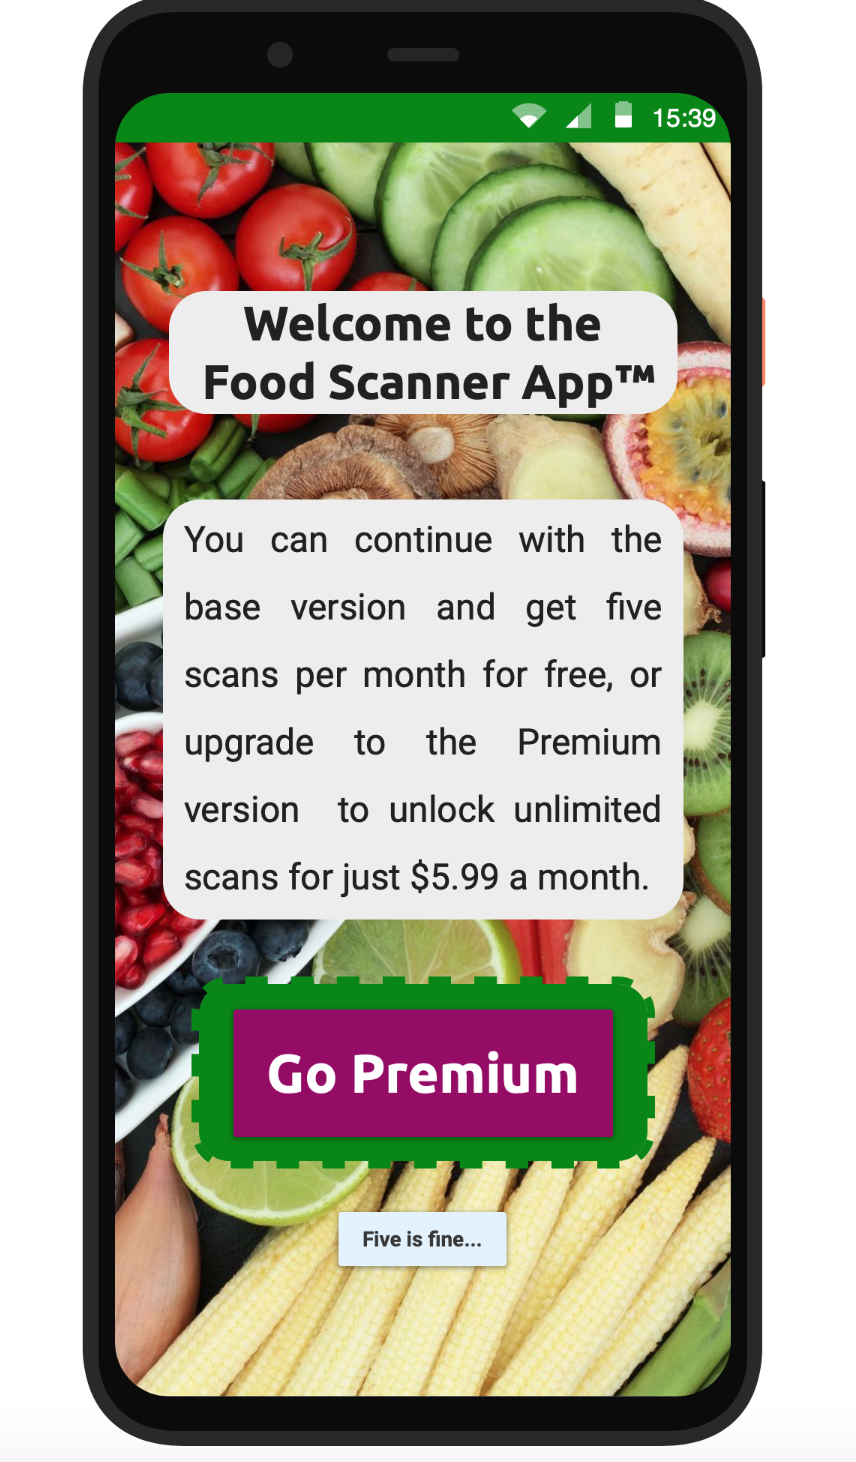 15:39
Welcome to the
Food Scanner App™
You can continue with the
base version and get five
scans per month for free, or
upgrade to the Premium
version to unlock unlimited
scans for just $5.99 a month.
Go Premium
Five is fine...